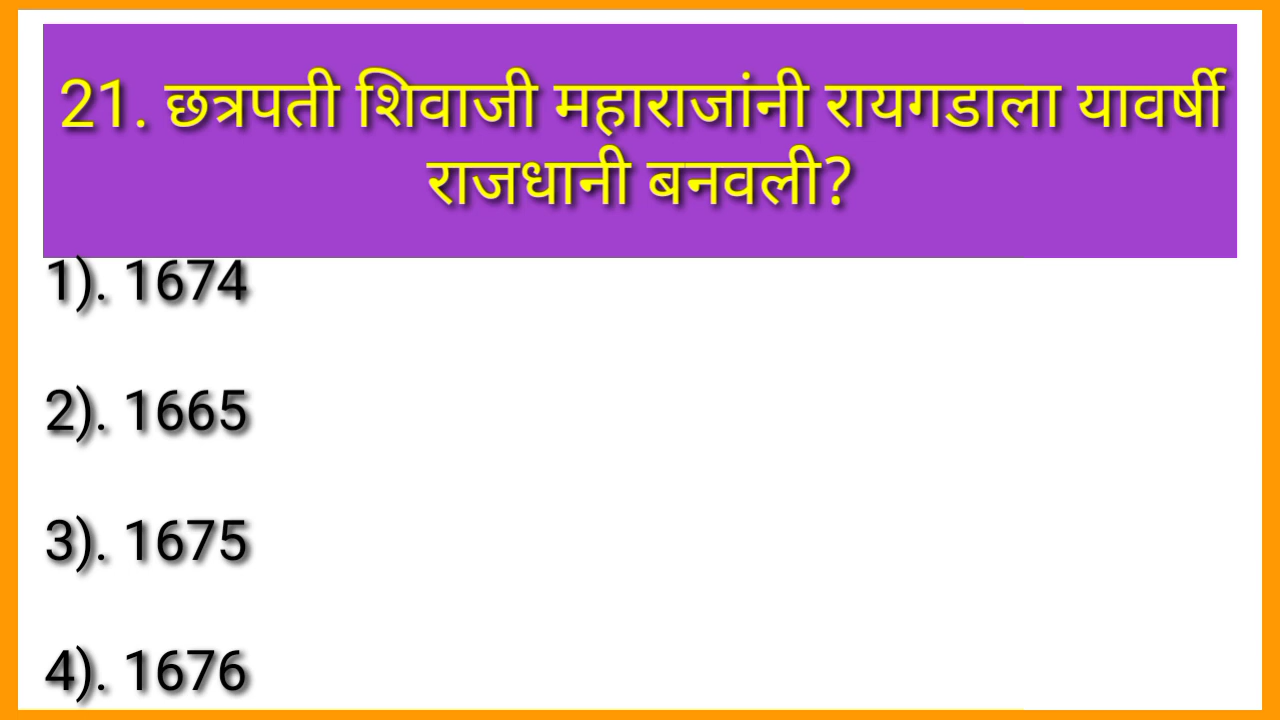 21. छत्रपती शिवाजी महाराजांनी रायगडाला यावर्षी
राजधानी बनवली?
1). 1674
2). 1665
3). 1675
4). 1676